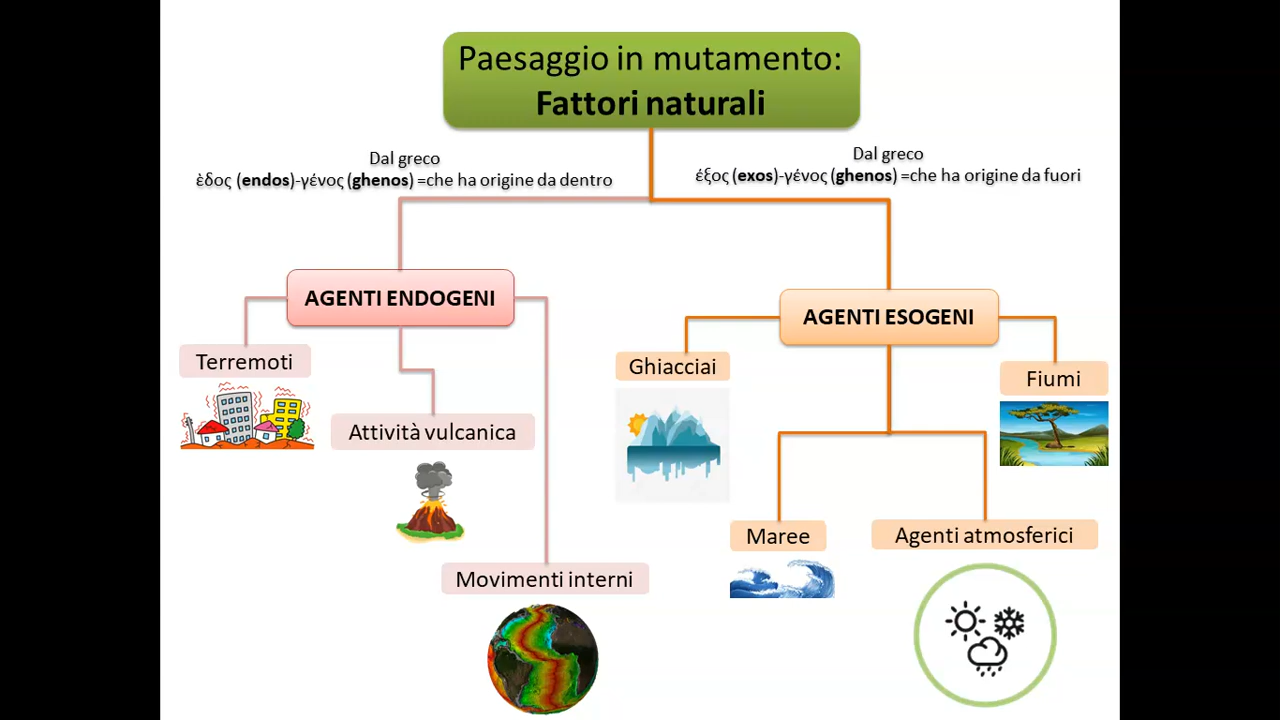 Paesaggio in mutamento:
Fattori naturali
Dal greco
èδος (endos)-γένος (ghenos) =che ha origine da dentro
Dal greco
έξος (exos)-γένος (ghenos) =che ha origine da fuori
AGENTI ENDOGENI
AGENTI ESOGENI
Terremoti
Attività vulcanica
Movimenti interni
Ghiacciai
Fiumi
Maree
Agenti atmosferici